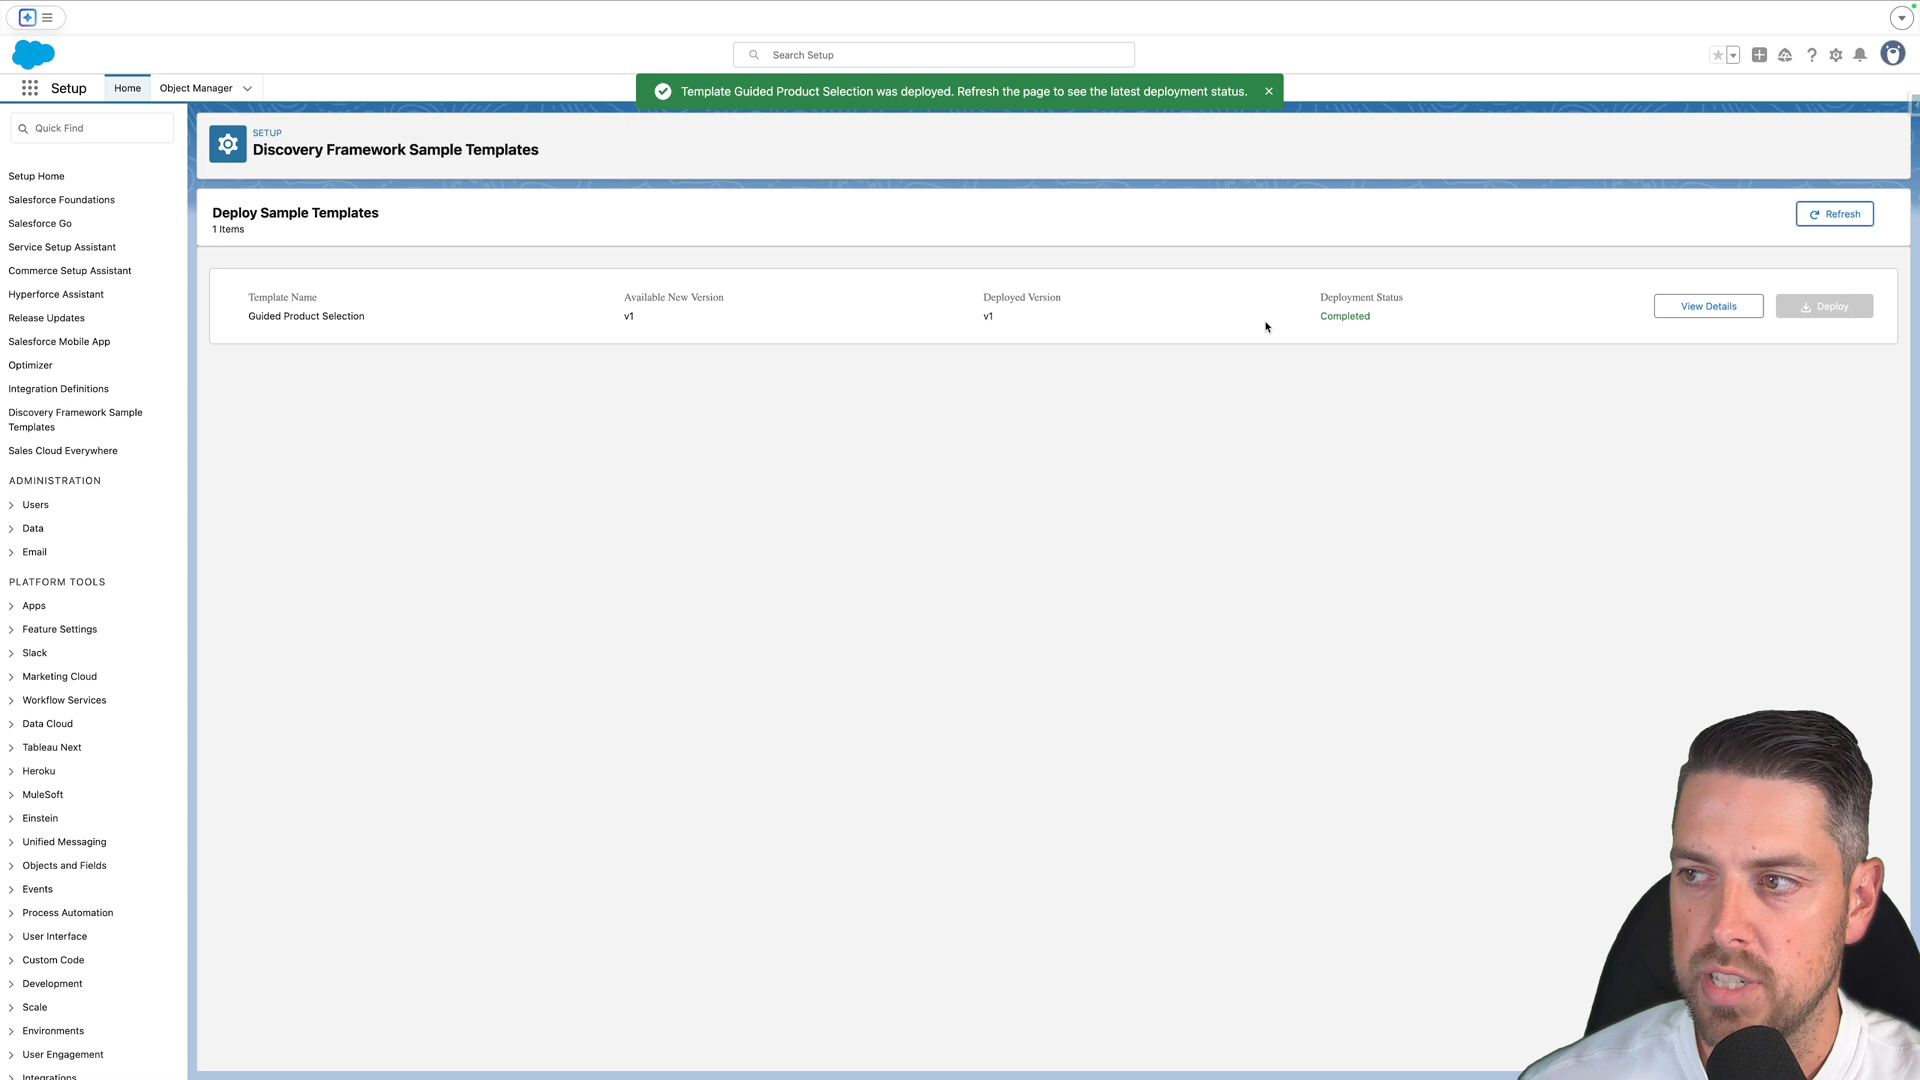 Search Setup
Setup
Home
Object Manager
Template Guided Product Selection was deployed. Refresh the page to see the latest deployment status.
Quick Find
Setup Home
Salesforce Foundations
Salesforce Go
Service Setup Assistant
Commerce Setup Assistant
Hyperforce Assistant
Release Updates
Salesforce Mobile App
Optimizer
Integration Definitions
Discovery Framework Sample
Templates
Sales Cloud Everywhere
ADMINISTRATION
Users
Data
Email
PLATFORM TOOLS
Apps
Feature Settings
Slack
Marketing Cloud
Workflow Services
Data Cloud
Tableau Next
Heroku
MuleSoft
Einstein
Unified Messaging
Objects and Fields
Events
Process Automation
User Interface
Custom Code
Development
Scale
Environments
User Engagement
Integrations
SETUP
Discovery Framework Sample Templates
Deploy Sample Templates
1 Items
Refresh
Template Name
Guided Product Selection
Available New Version
v1
Deployed Version
v1
Deployment Status
Completed
View Details
Deploy